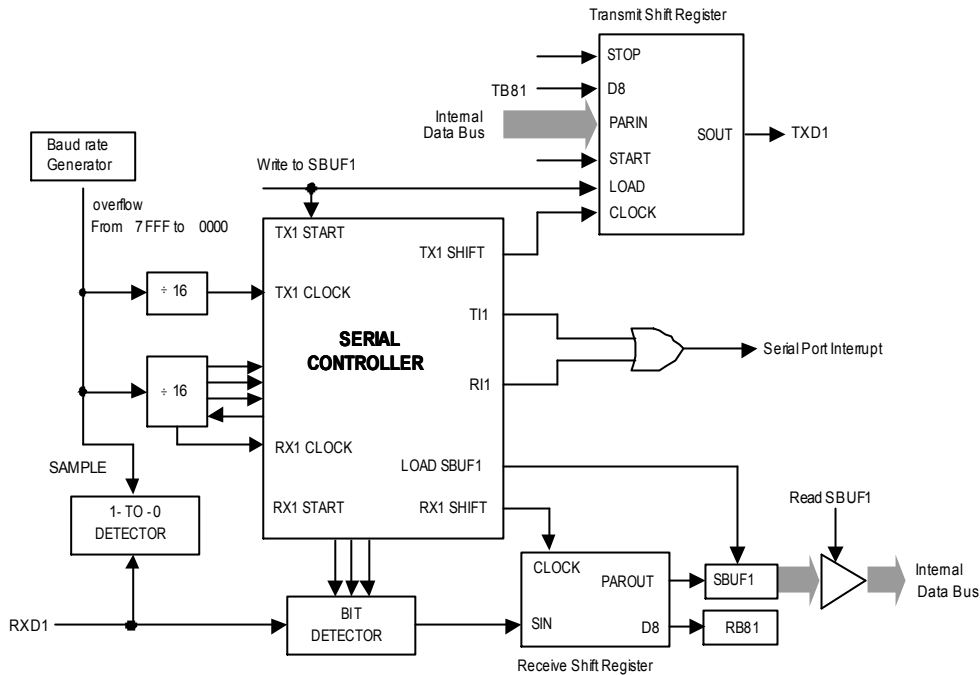 Transmit Shift Register
STOP
TB81
D8
Internal
Data Bus
PARIN
SOUT
TXD1
START
LOAD
CLOCK
Baud rate
Generator
Write to SBUF1
overflow
From 7FFF to 0000
TX1 START
TX1 SHIFT
÷ 16
TX1 CLOCK
TI1
SERIAL
CONTROLLER
Serial Port Interrupt
÷ 16
RI1
RX1 CLOCK
LOAD SBUF1
SAMPLE
RX1 START
RX1 SHIFT
Read SBUF1
1- TO -0
DETECTOR
CLOCK
PAROUT
SBUF1
Internal
Data Bus
RXD1
BIT
DETECTOR
SIN
D8
RB81
Receive Shift Register